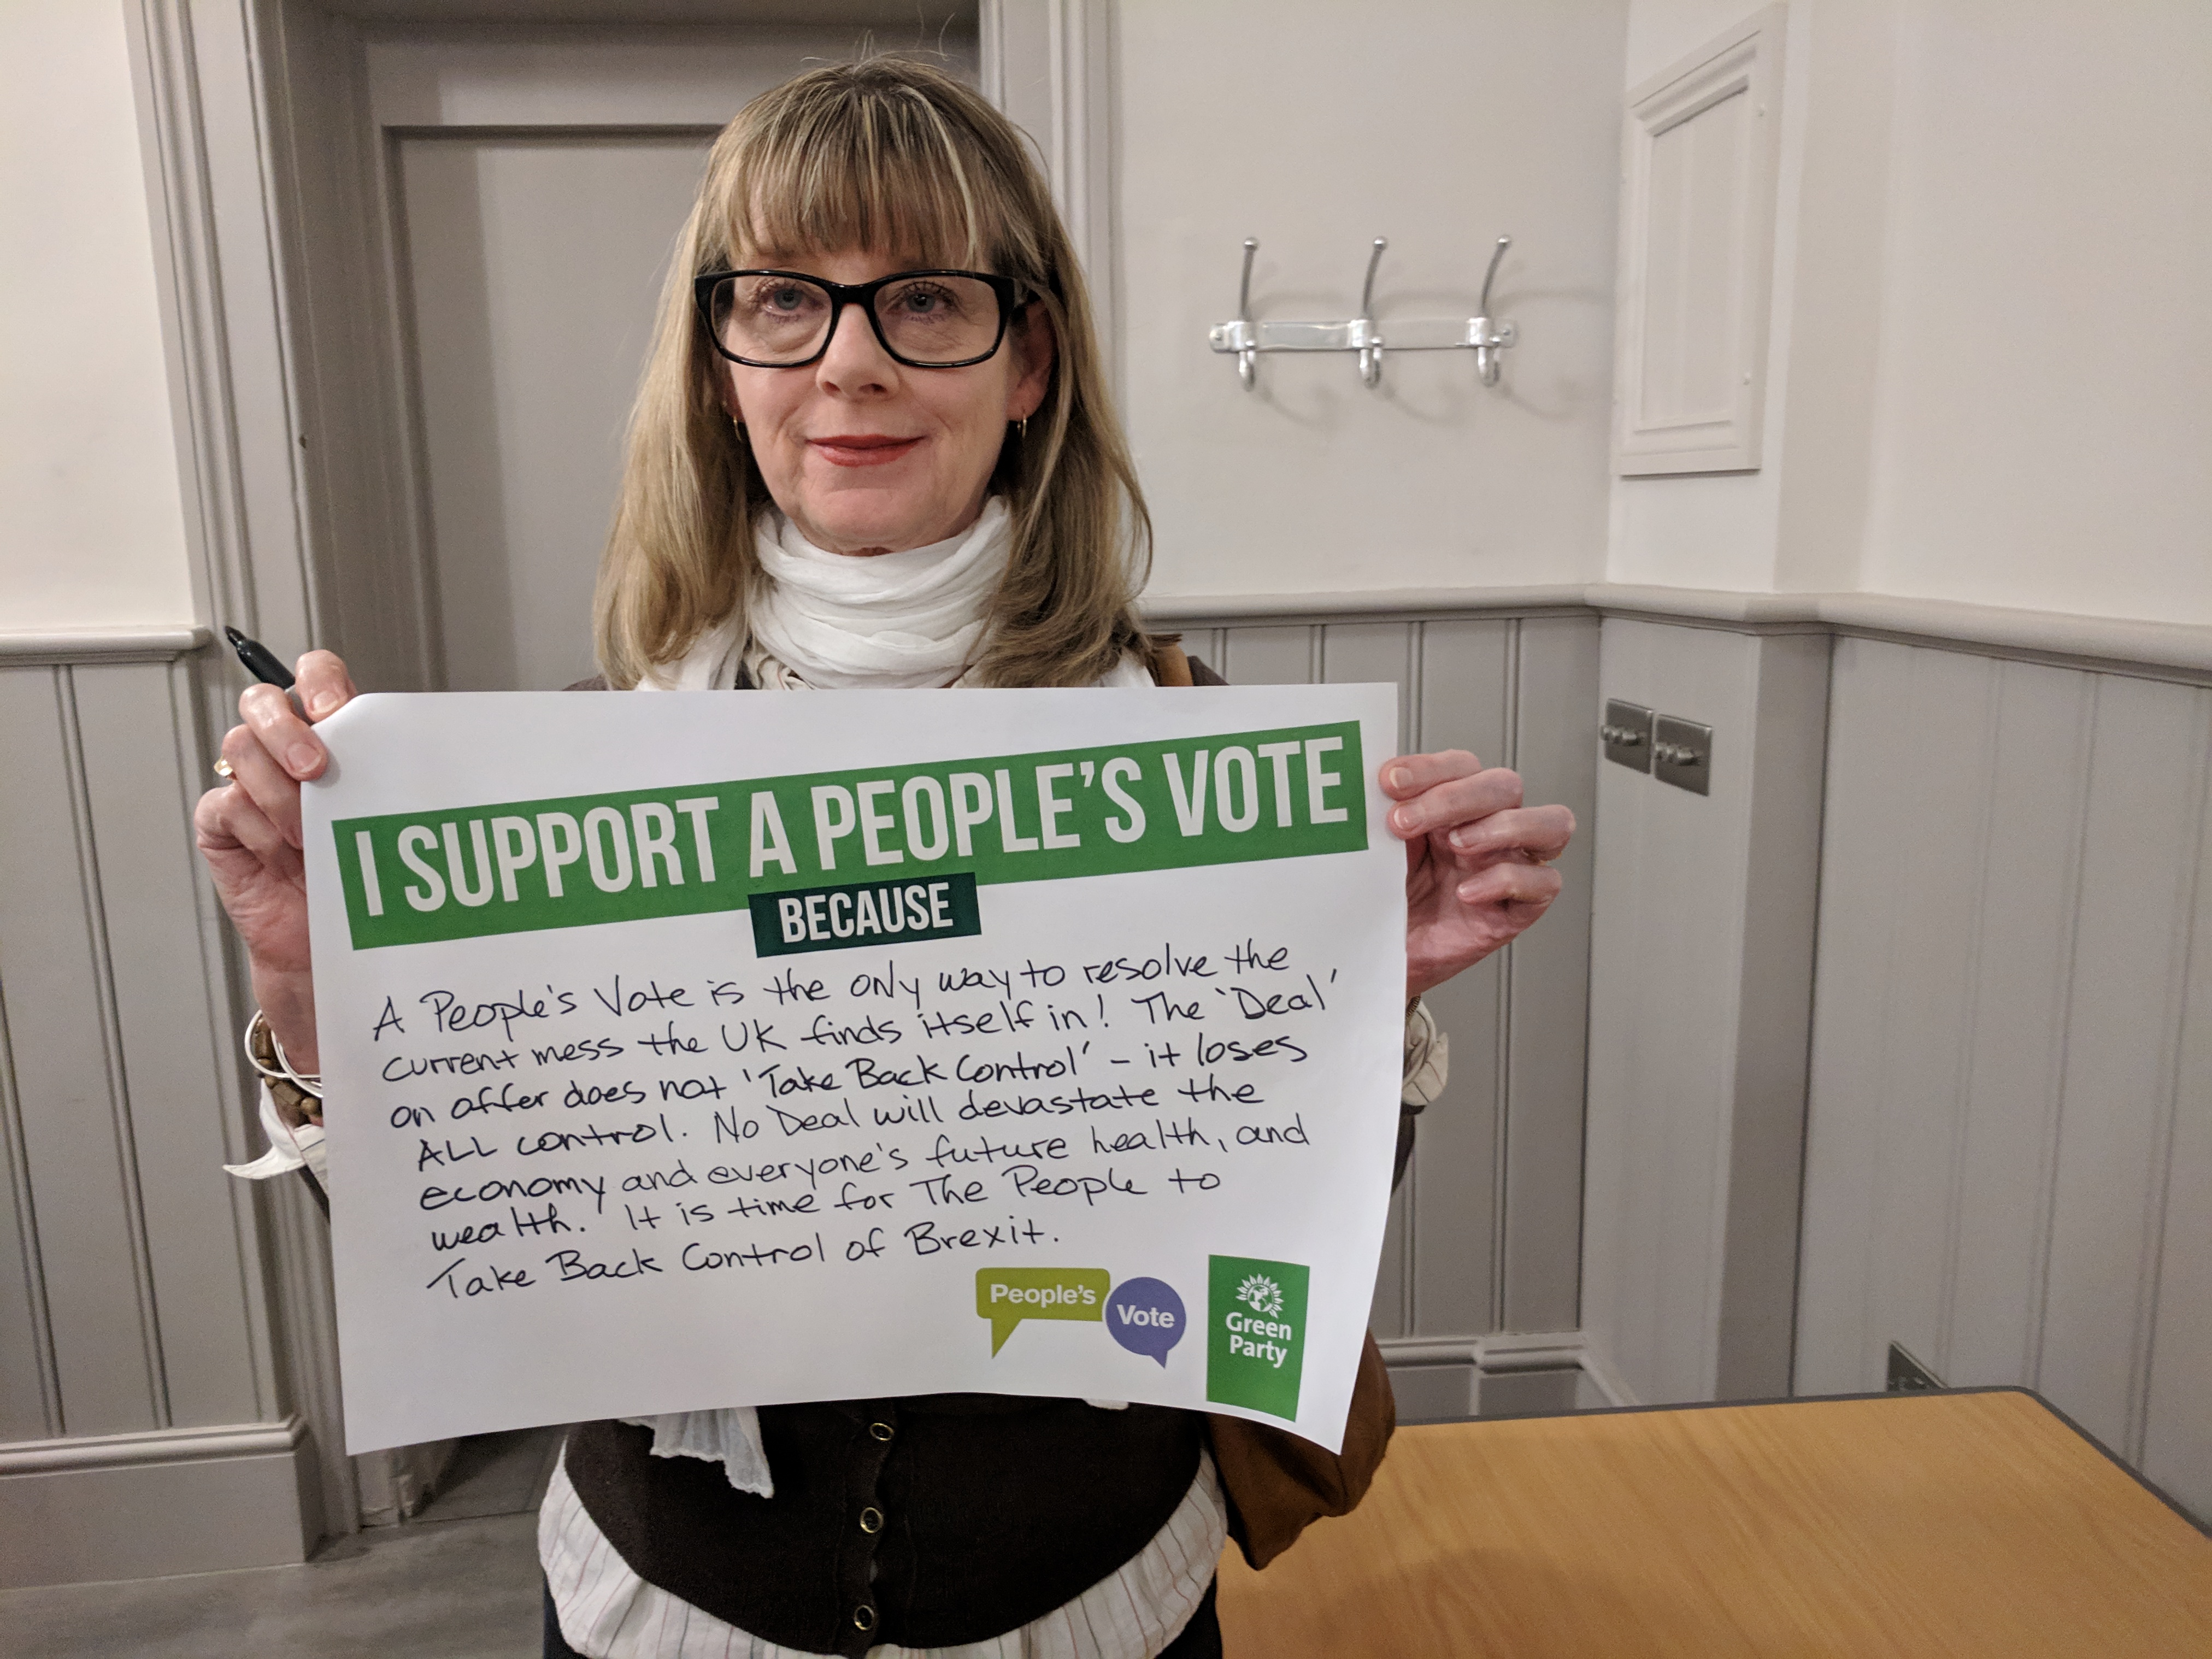 I SUPPORT A PEOPLE'S VOTE
BECAUSE
A People's Vote is the only way to resolve the
current mess the UK finds itself in! The 'Deal'
on offer does not 'Take Back Control' - it loses
ALL control. No Deal will devastate the
economy and everyone's future health, and
wealth. It is time for The People to
Take Back Control of Brexit.
People's Vote
Green
Party